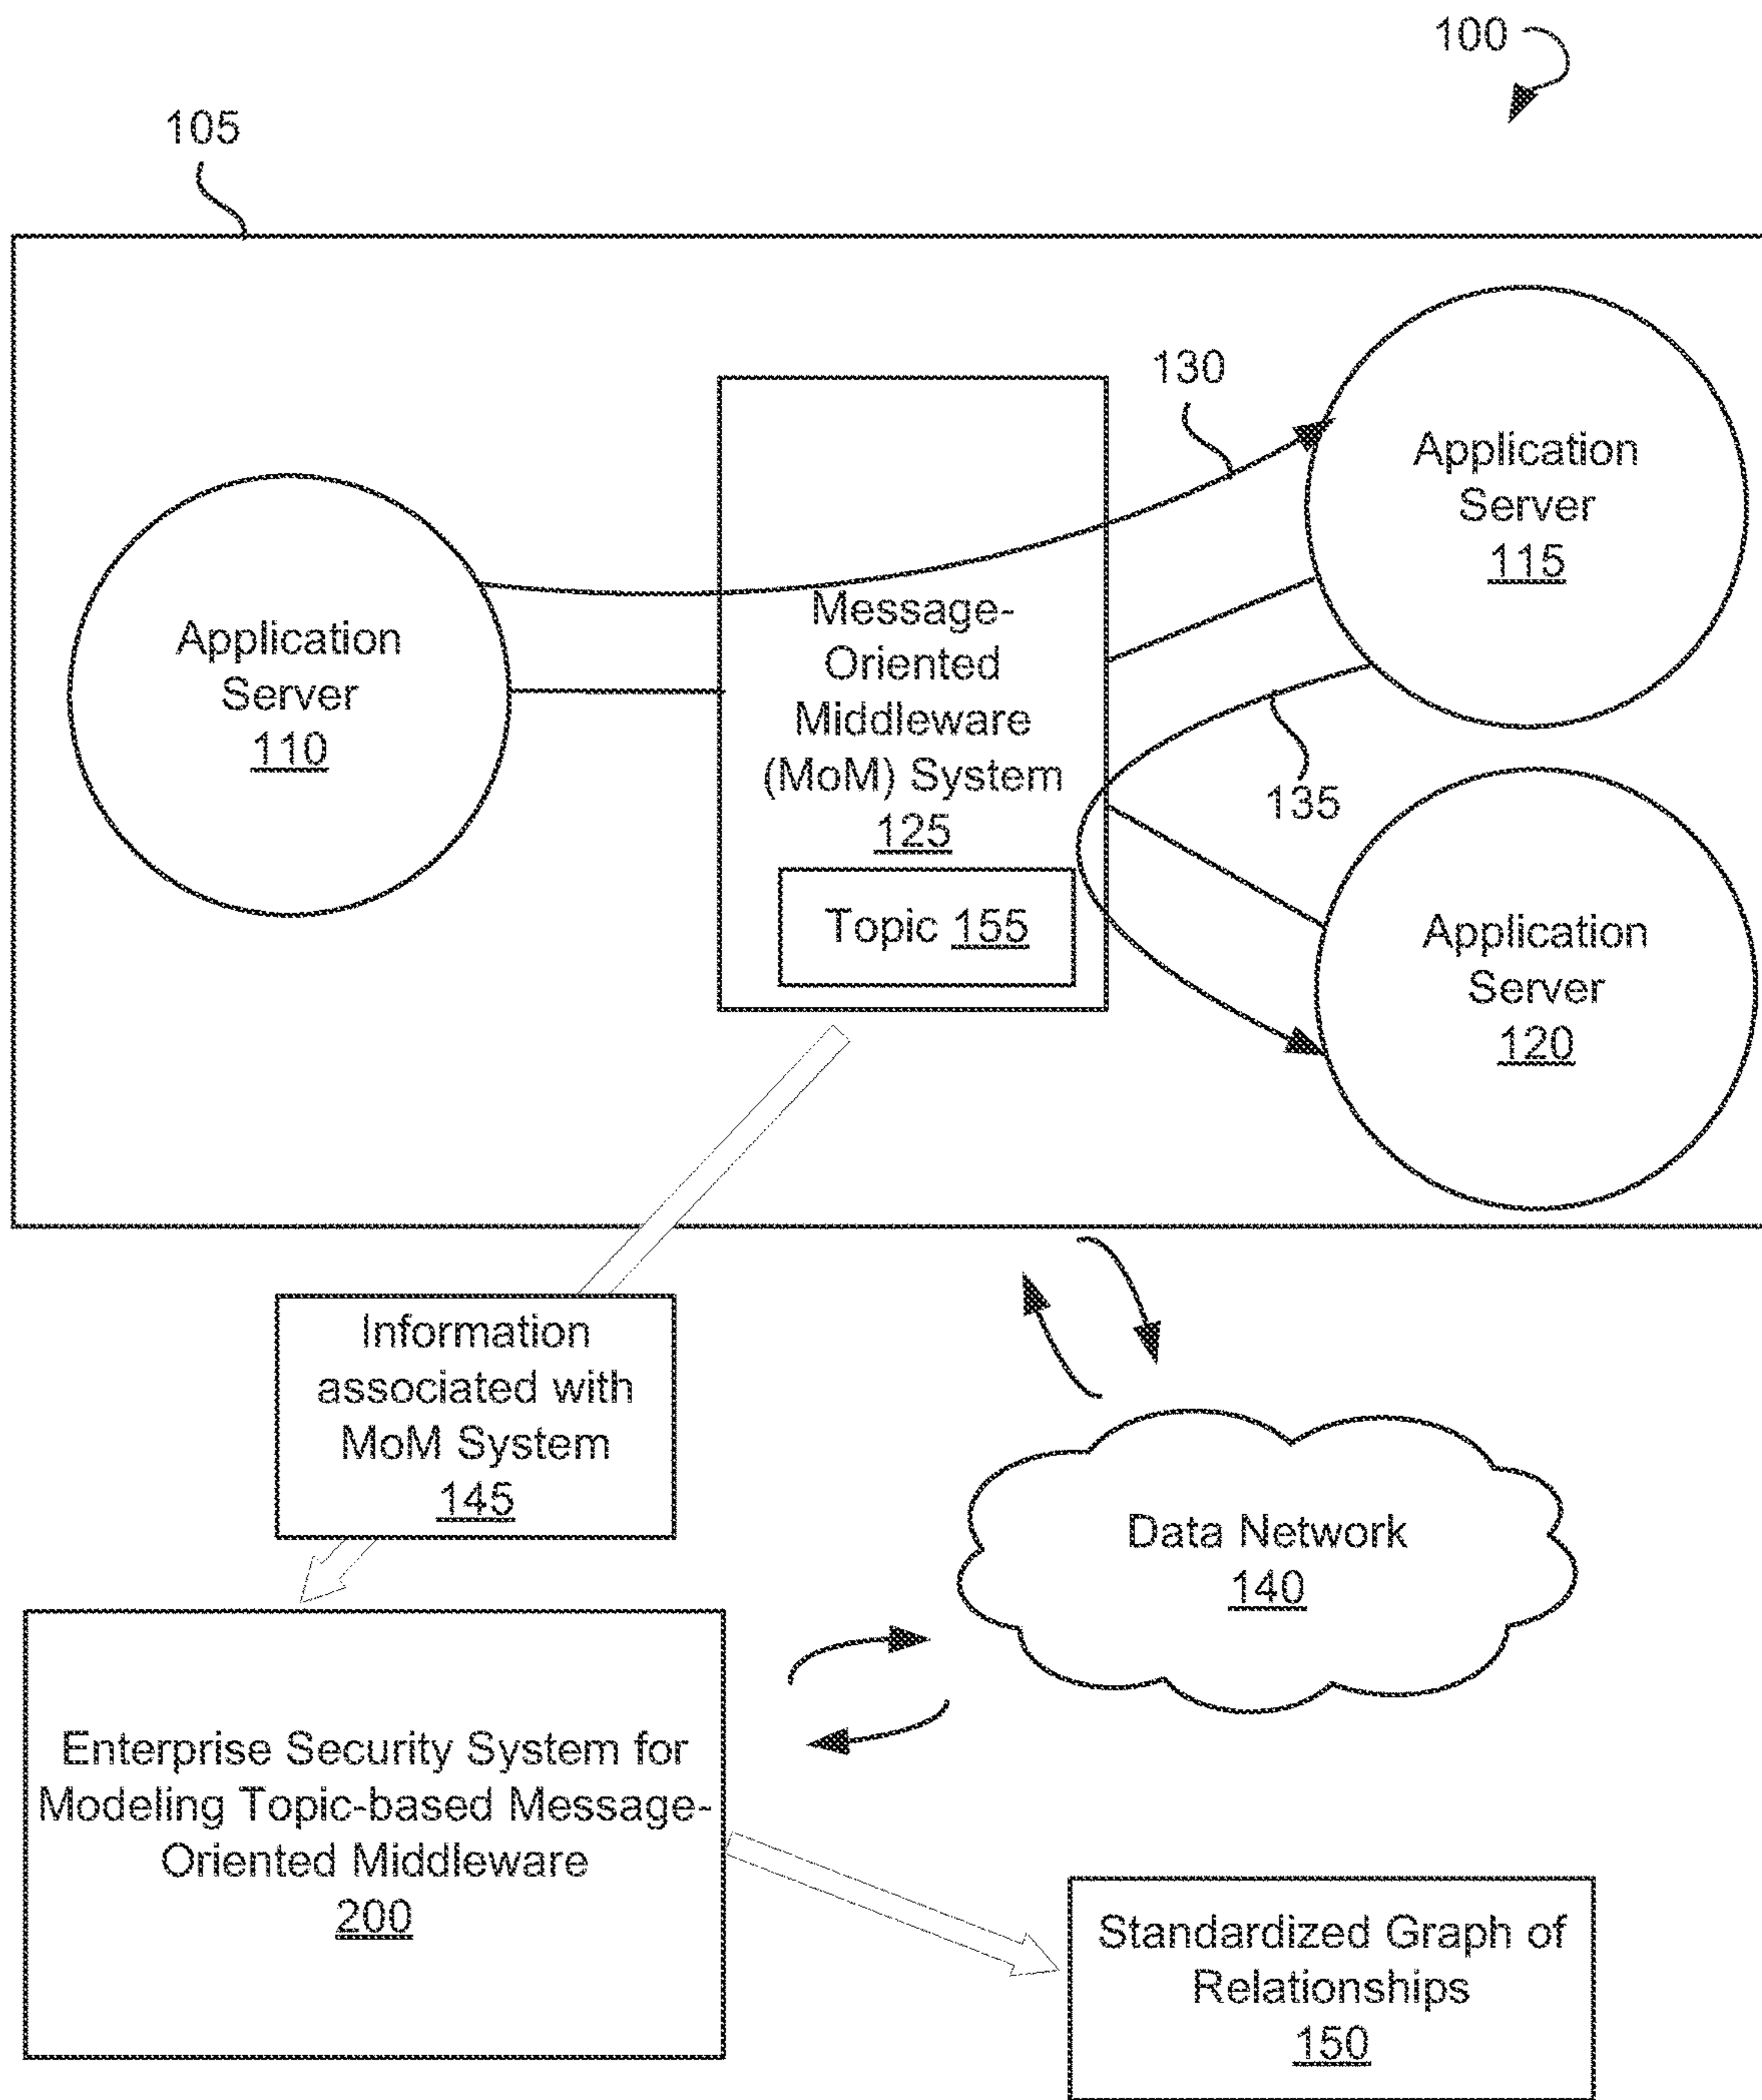 100
105
130
Application
Server
115
Application
Server
110
Message-
Oriented
Middleware
(MoM) System
125
Topic 155
135
Application
Server
120
Information
associated with
MoM System
145
Data Network
140
Enterprise Security System for
Modeling Topic-based Message-
Oriented Middleware
200
Standardized Graph of
Relationships
150